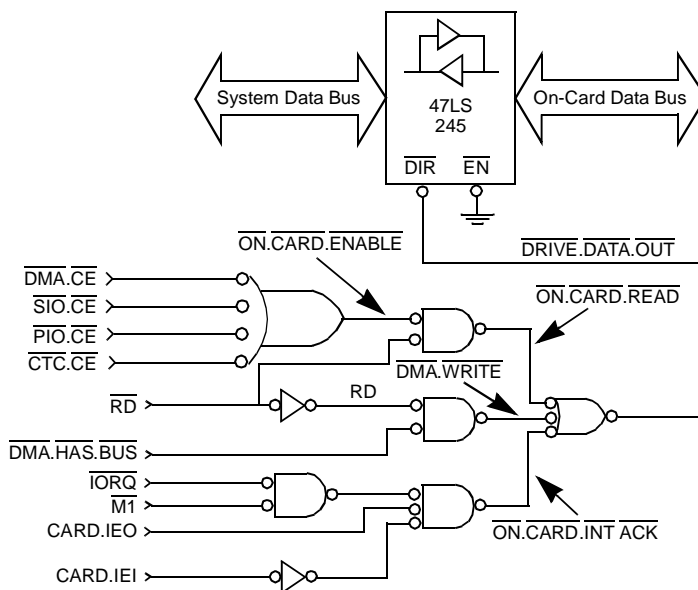 System Data Bus
47LS
245
On-Card Data Bus
DIR
EN
ON.CARD.ENABLE
DRIVE.DATA.OUT
DMA.CE
SIO.CE
PIO.CE
CTC.CE
ON.CARD.READ
DMA.WRITE
RD
RD
DMA.HAS.BUS
IORQ
M1
CARD.IEO
ON.CARD.INT ACK
CARD.IEI